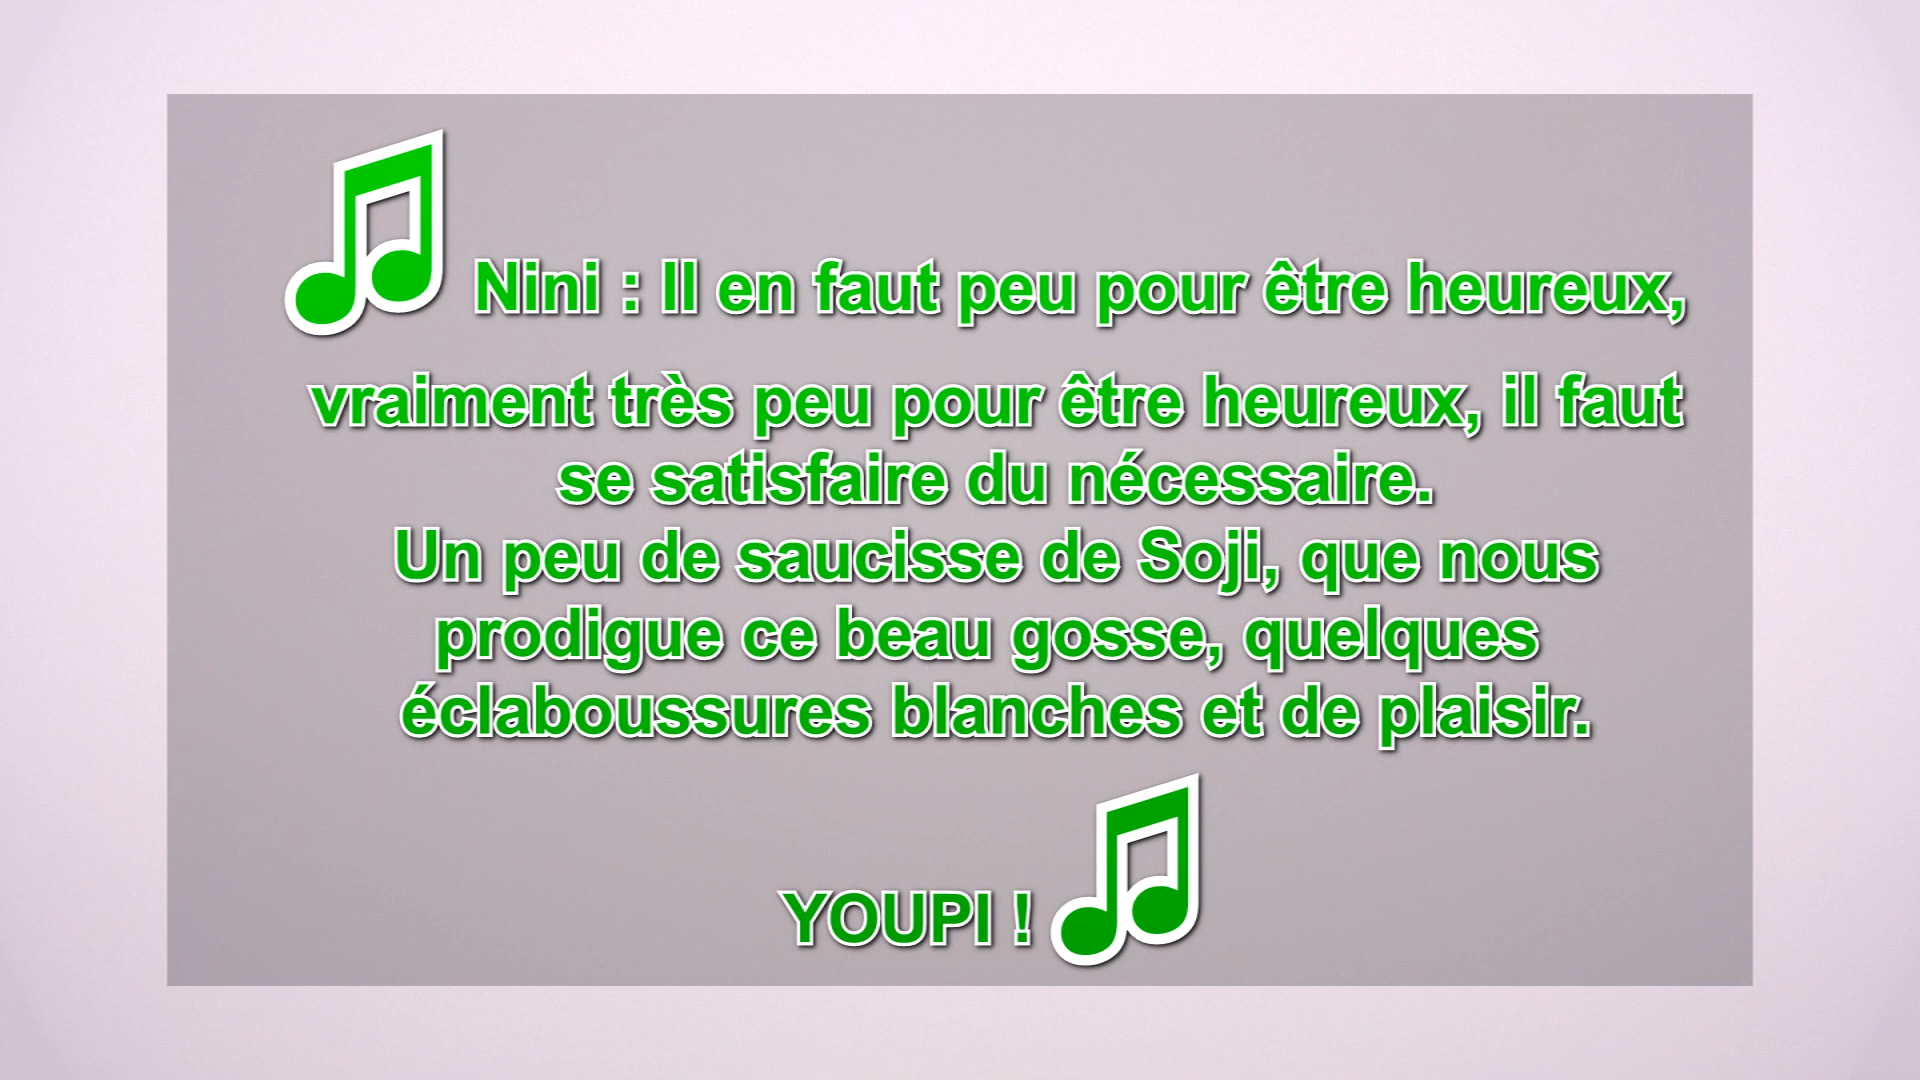 Nini : Il en faut peu pour être heureux,
vraiment très peu pour être heureux, il faut
se satisfaire du nécessaire.
Un peu de saucisse de Soji, que nous
prodigue ce beau gosse, quelques
éclaboussures blanches et de plaisir.
YOUPI !